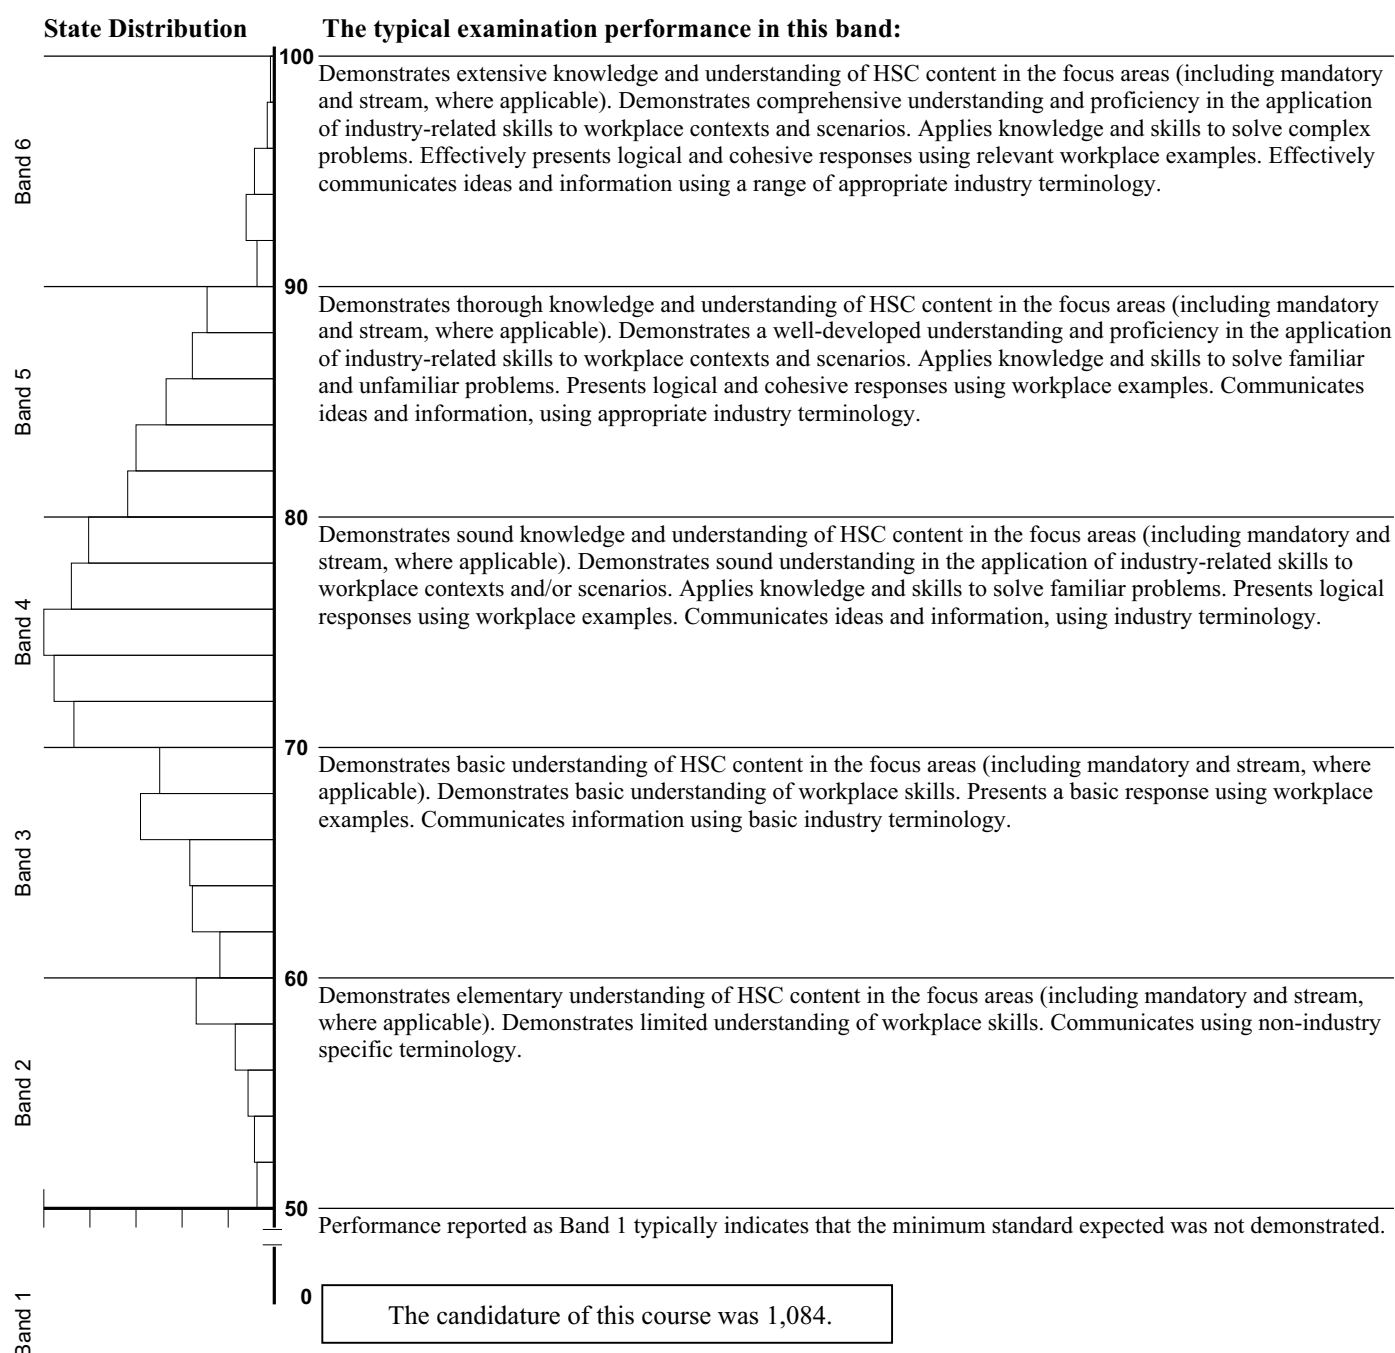 State Distribution
The typical examination performance in this band:
100
Band 6
Demonstrates extensive knowledge and understanding of HSC content in the focus areas (including mandatory
and stream, where applicable). Demonstrates comprehensive understanding and proficiency in the application
of industry-related skills to workplace contexts and scenarios. Applies knowledge and skills to solve complex
problems. Effectively presents logical and cohesive responses using relevant workplace examples. Effectively
communicates ideas and information using a range of appropriate industry terminology.
90
Band 5
Demonstrates thorough knowledge and understanding of HSC content in the focus areas (including mandatory
and stream, where applicable). Demonstrates a well-developed understanding and proficiency in the application
of industry-related skills to workplace contexts and scenarios. Applies knowledge and skills to solve familiar
and unfamiliar problems. Presents logical and cohesive responses using workplace examples. Communicates
ideas and information, using appropriate industry terminology.
80
Band 4
Demonstrates sound knowledge and understanding of HSC content in the focus areas (including mandatory and
stream, where applicable). Demonstrates sound understanding in the application of industry-related skills to
workplace contexts and/or scenarios. Applies knowledge and skills to solve familiar problems. Presents logical
responses using workplace examples. Communicates ideas and information, using industry terminology.
70
Band 3
Demonstrates basic understanding of HSC content in the focus areas (including mandatory and stream, where
applicable). Demonstrates basic understanding of workplace skills. Presents a basic response using workplace
examples. Communicates information using basic industry terminology.
60
Band 2
Demonstrates elementary understanding of HSC content in the focus areas (including mandatory and stream,
where applicable). Demonstrates limited understanding of workplace skills. Communicates using non-industry
specific terminology.
50
Performance reported as Band 1 typically indicates that the minimum standard expected was not demonstrated.
Band 1
0
The candidature of this course was 1,084.